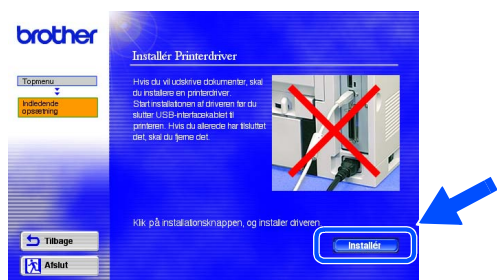 brother
Installér Printerdriver
Topmenu
Indledende
opsætning
Hvis du vil udskrive dokumenter, skal
du installere en printerdriver.
Start installationen af driveren før du
slutter USB-interfacekablet til
printeren. Hvis du allerede har tilsluttet
det, skal du fjerne det.
Klik på installationsknappen, og installer driveren
Installér
Tilbage
Afslut